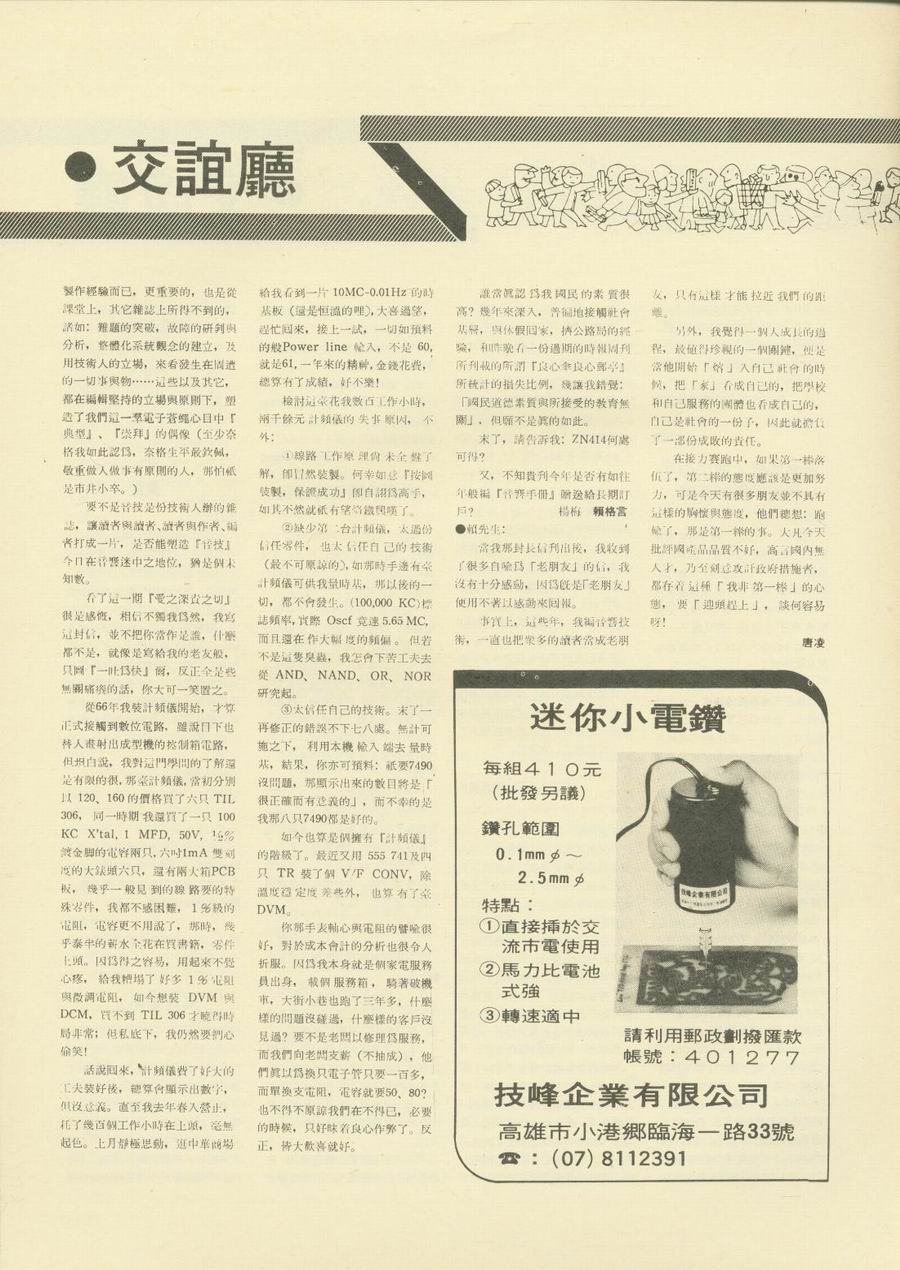 ●交誼廳
製作經驗而已，更重要的，也是從
課堂上，其它雜誌上所得不到的，
諸如：難題的突破，故障的研判與
分析，整體化系統觀念的建立，及
用技術人的立場，來看發生在周遭
的一切事與物……這些以及其它，
都在編輯堅持的立場與原則下，塑
造了我們這一羣電子蒼蠅心目中『
典型』、『崇拜』的偶像（至少奈
格我如此認爲，奈格生平最欽佩，
敬重做人做事有原則的人，那怕祇
是市井小卒。）
要不是音技是份技術人辦的雜
誌，讓讀者與讀者、讀者與作者、編
者打成一片，是否能塑造『音技』
今日在音響迷中之地位，猶是個未
知數。
看了這一期『愛之深責之切』
很是感慨，相信不獨我爲然，我寫
這封信，並不把你當作是誰，什麼
都不是，就像是寫給我的老友般，
只圖『一吐爲快』爾，反正全是些
無關痛癢的話，你大可一笑置之。
從66年我裝計頻儀開始，才算
正式接觸到數位電路，雖說目下也
替人畫射出成型機的控制電路，
但坦白說，我對這門學問的了解還
是有限的很，那臺計頻儀，當初分別
以 120、160的價格買了六只 TIL
306， 同一時期我還買了一只 100
KC X'tal, 1 MFD, 50V, ½%
鍍金脚的電容兩只，六吋1mA 雙刻
度的大錶頭六只，還有兩大箱PCB
板， 幾乎一般見到的線路要的特
殊零件，我都不感困難，1％級的
電阻，電容更不用說了，那時，幾
乎泰半的薪水全花在買書籍，零件
上頭。因爲得之容易，用起來不覺
心疼， 給我糟塌了好多 1％電阻
與微調電阻， 如今想裝 DVM 與
DCM，買不到 TIL 306才曉得時
局非常；但私底下，我仍然要捫心
偷笑！
話說回來，計頻儀費了好大的
工夫裝好後，總算會顯示出數字，
但沒意義。直至我去年春入營止，
耗了幾百個工作小時在上頭，毫無
起色。上月靜極思動，逛中華商場
給我看到一片 10MC-0.01Hz 的時
基板（還是恒溫的哩），大喜過望，
趕忙回來，接上一試，一切如預料
的般Power line 輸入，不是 60，
就是61，一年來的精神，金錢花費，
總算有了成績，好不樂！
檢討這臺花我數百工作小時，
兩千餘元計頻儀的失事原因， 不
外：
①線路工作原理尚未全盤了
解，卽冒然裝製。何幸如意『按圖
裝製，保證成功』卽自認爲高手，
如其不然就祇有望焊鐵興嘆了。
②缺少第二台計頻儀，太過份
信任零件，也太信任自己的技術
（最不可原諒的），如那時手邊有臺
計頻儀可供我量時基，那以後的一
切，都不會發生。（100,000 KC）標
誌頻率，實際 Oscf 竟達 5.65 MC，
而且還在作大幅度的頻偏。 但若
不是這隻臭蟲，我怎會下苦工夫去
從 AND、NAND、OR、NOR
研究起。
③太信任自己的技術。末了一
再修正的錯誤不下七八處。無計可
施之下， 利用本機輸入端去量時
基，結果，你亦可預料：祇要7490
沒問題，那顯示出來的數目將是「
很正確而有意義的」，而不幸的是
我那八只7490都是好的。
如今也算是個擁有『計頻儀』
的階級了。最近又用 555 741及四
只 TR 裝了個 V/F CONV，除
溫度穩定度差些外，也算有了臺
DVM。
你那手表軸心與電阻的譬喻很
好，對於成本會計的分析也很令人
折服。因爲我本身就是個家電服務
員出身， 載個服務箱，騎著破機
車，大街小巷也跑了三年多，什麼
樣的問題沒碰過，什麼樣的客戶沒
見過？要不是老闆以修理爲服務，
而我們向老闆支薪（不抽成），他
們眞以爲換只電子管只要一百多，
而單換支電阻，電容就要50、80？
也不得不原諒我們在不得已，必要
的時候，只好昧着良心作弊了。反
正，皆大歡喜就好。
誰當眞認爲我國民的素質很
高？幾年來深入，普徧地接觸社會
基層，與休假回家，擠公路局的經
驗，和昨晚看一份過期的時報周刊
所刊載的所謂『良心傘良心郵亭』
所統計的損失比例，幾讓我錯覺：
「國民道德素質與所接受的敎育無
關」，但願不是眞的如此。
末了，請告訴我：ZN414何處
可得？
又，不知貴刊今年是否有如往
年般編『音響手册』贈送給長期訂
戶？　　　　　楊梅　賴格言
●賴先生：
當我那封長信刊出後，我收到
了很多自喩爲「老朋友」的信，我
沒有十分感動，因爲旣是「老朋友」
便用不著以感動來回報。
事實上，這些年，我編音響技
術，一直也把衆多的讀者當成老朋
友，只有這樣才能拉近我們的距
離。
另外，我覺得一個人成長的過
程，最値得珍視的一個關鍵，便是
當他開始「熔」入自己社會的時
候，把「家」看成自己的，把學校
和自己服務的團體也看成自己的，
自己是社會的一份子，因此就擔負
了一部份成敗的責任。
在接力賽跑中，如果第一棒落
伍了，第二棒的態度應該是更加努
力，可是今天有很多朋友並不具有
這樣的胸懷與態度，他們總想：跑
輸了，那是第一棒的事。大凡今天
批評國產品品質不好，高言國內無
人才，乃至刻意攻訐政府措施者，
都存着這種「我非第一棒」的心
態，要「迎頭趕上」，談何容易
呀！
唐凌
迷你小電鑽
每組４１０元
（批發另議）
鑽孔範圍
0.1mm ∮～
2.5mm ∮
特點：
①直接揷於交
流市電使用
②馬力比電池
式強
③轉速適中
技峰企業有限公司
請利用郵政劃撥匯款
帳號：４０１２７７
技峰企業有限公司
高雄市小港鄉臨海一路33號
☎：(07) 8112391